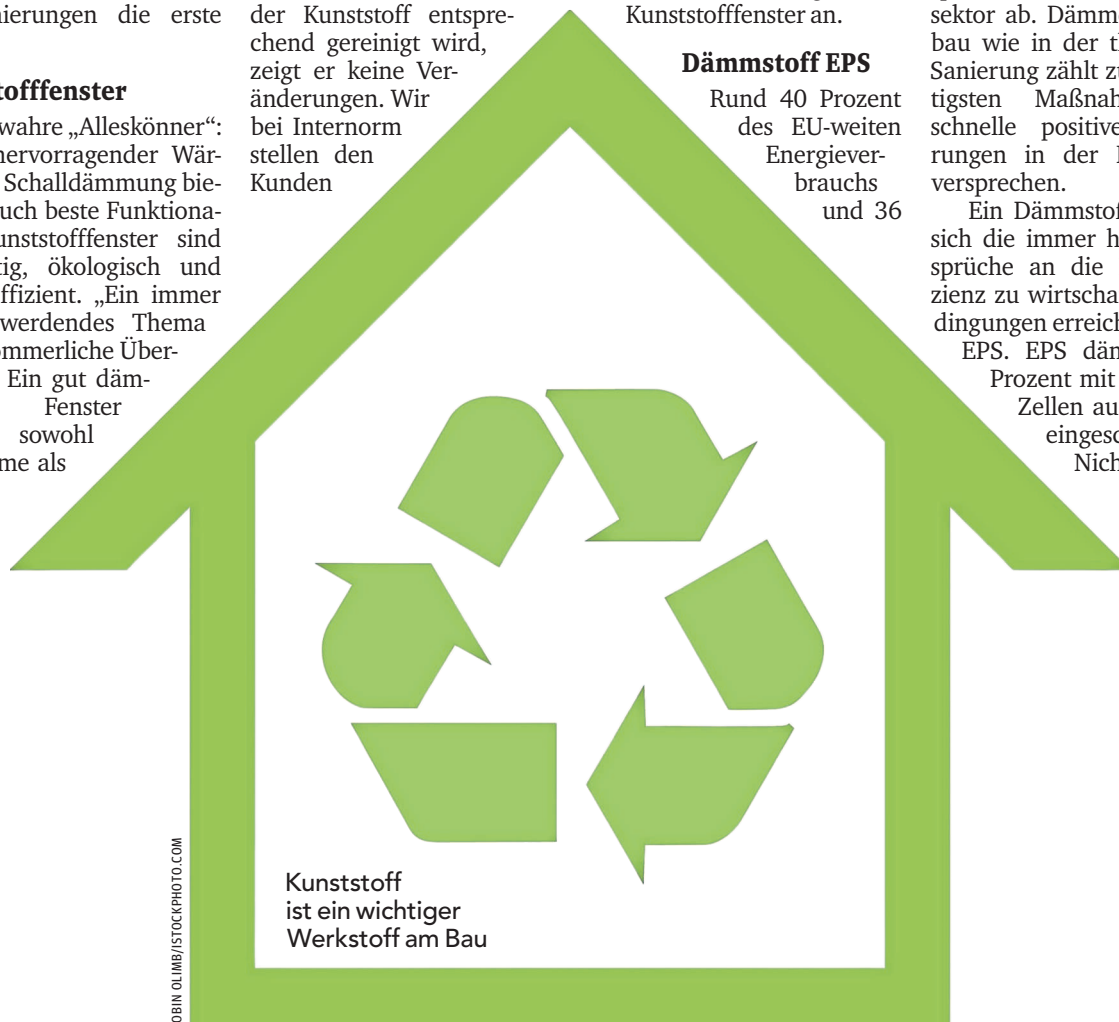 nierungen die erste
tofffenster
wahre „Alleskönner“:
hervorragender Wär-
Schalldämmung bie-
uch beste Funktiona-
unststofffenster sind
tig, ökologisch und
ffizient. „Ein immer
werdendes Thema
ommerliche Über-
Ein gut däm-
Fenster
sowohl
me als
der Kunststoff entspre-
chend gereinigt wird,
zeigt er keine Ver-
änderungen. Wir
bei Internorm
stellen den
Kunden
Kunststofffenster an.
Dämmstoff EPS
Rund 40 Prozent
des EU-weiten
Energiever-
brauchs
und 36
sektor ab. Dämm
bau wie in der t
Sanierung zählt z
tigsten Maßnah
schnelle positive
rungen in der
versprechen.
Ein Dämmstof
sich die immer h
sprüche an die
zienz zu wirtscha
dingungen erreich
EPS. EPS däm
Prozent mit
Zellen au
eingesc
Nich
Kunststoff
ist ein wichtiger
Werkstoff am Bau
OBIN OLIMB/ISTOCKPHOTO.COM